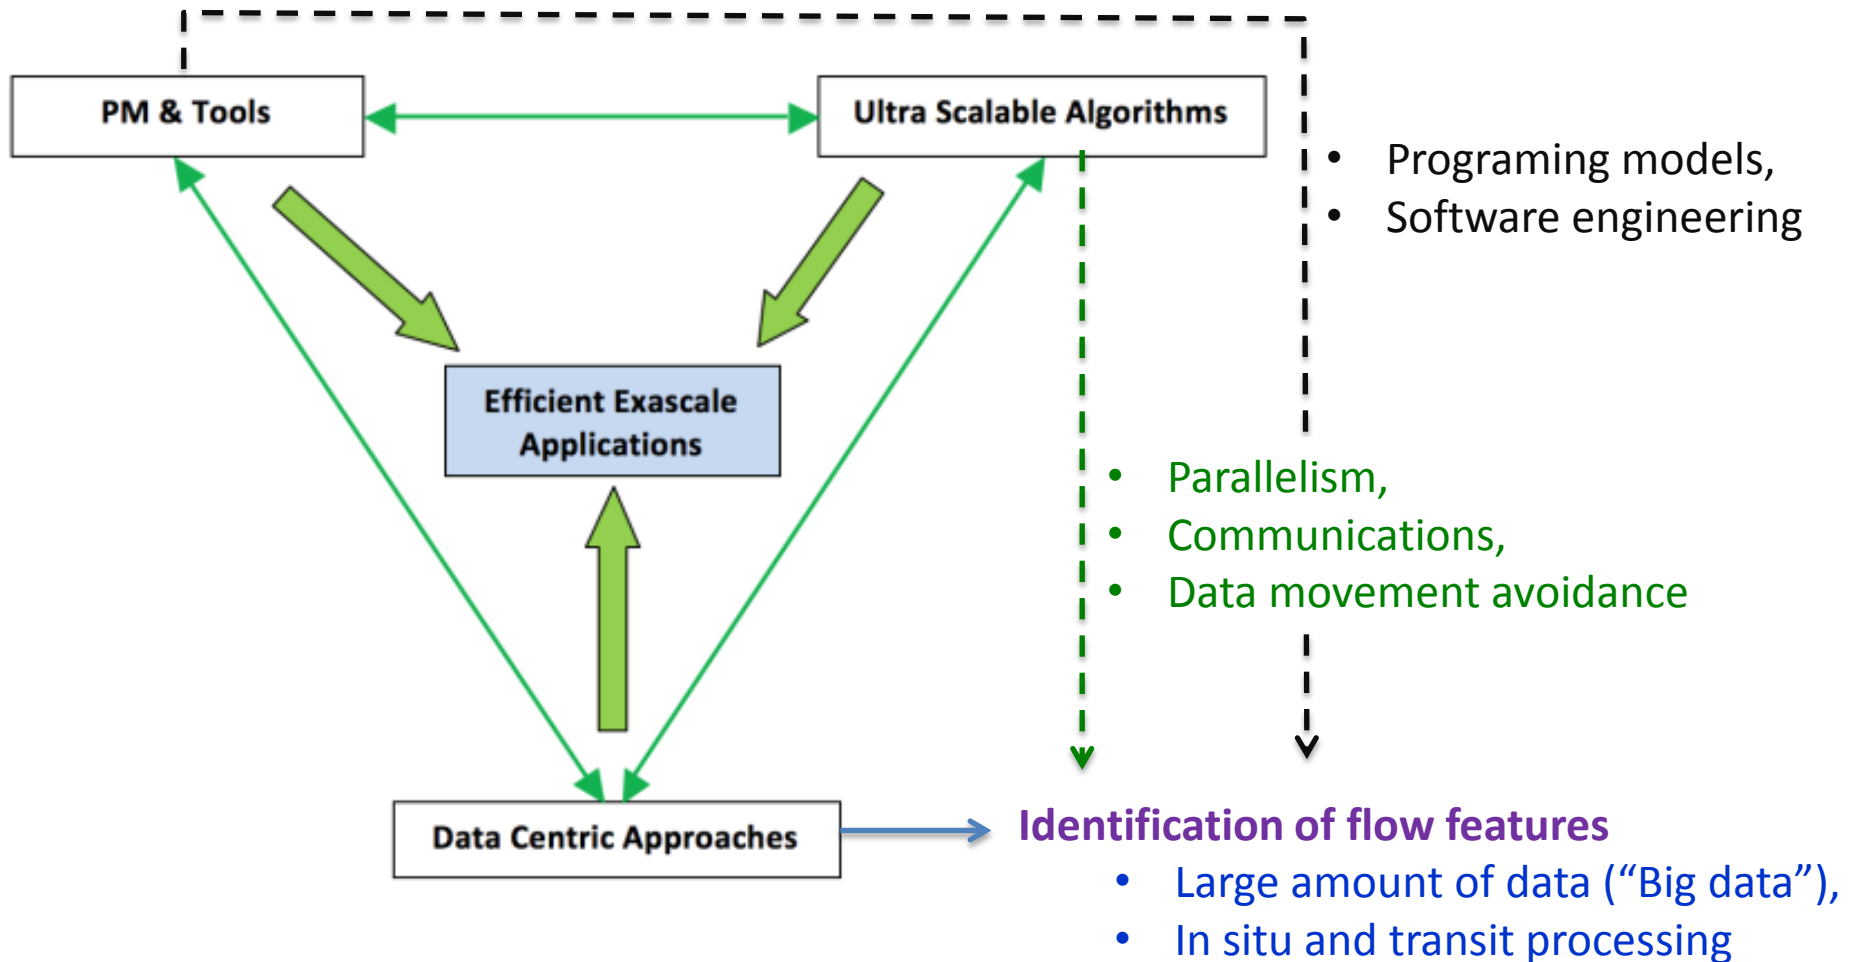 PM & Tools
Ultra Scalable Algorithms
• Programing models,
• Software engineering
Efficient Exascale
Applications
• Parallelism,
• Communications,
• Data movement avoidance
Data Centric Approaches
Identification of flow features
• Large amount of data (“Big data”),
• In situ and transit processing